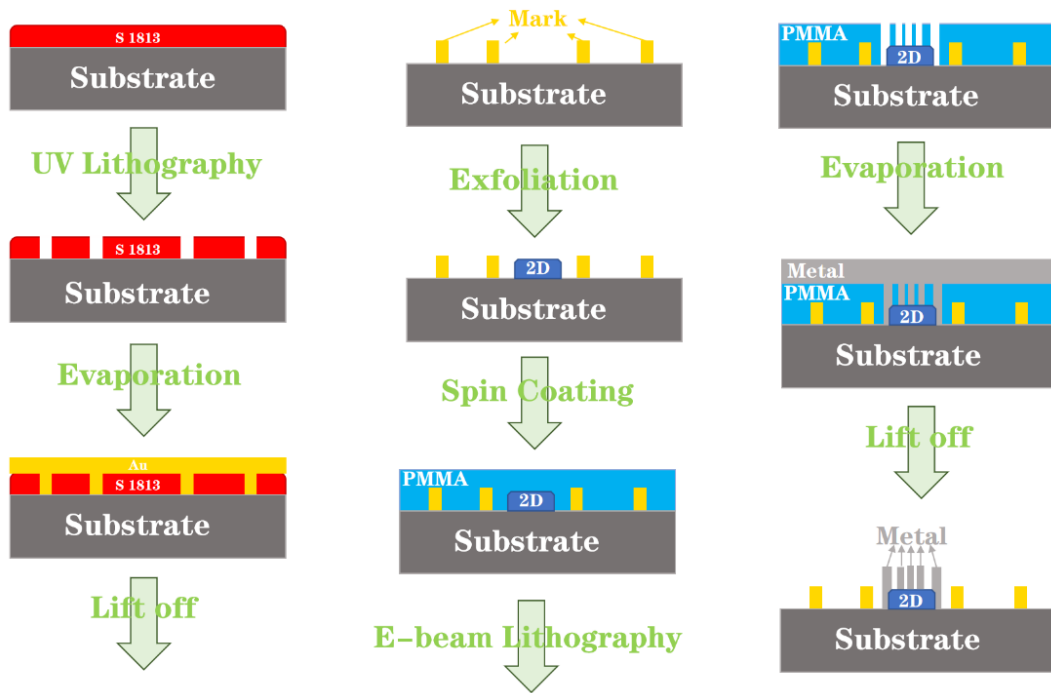 S 1813
Substrate
UV Lithography
S 1813
Substrate
Evaporation
Au
S 1813
Substrate
Lift off
Mark
Substrate
Exfoliation
2D
Substrate
Spin Coating
PMMA
2D
Substrate
E-beam Lithography
PMMA
2D
Substrate
Evaporation
Metal
PMMA
2D
Substrate
Lift off
Metal
2D
Substrate